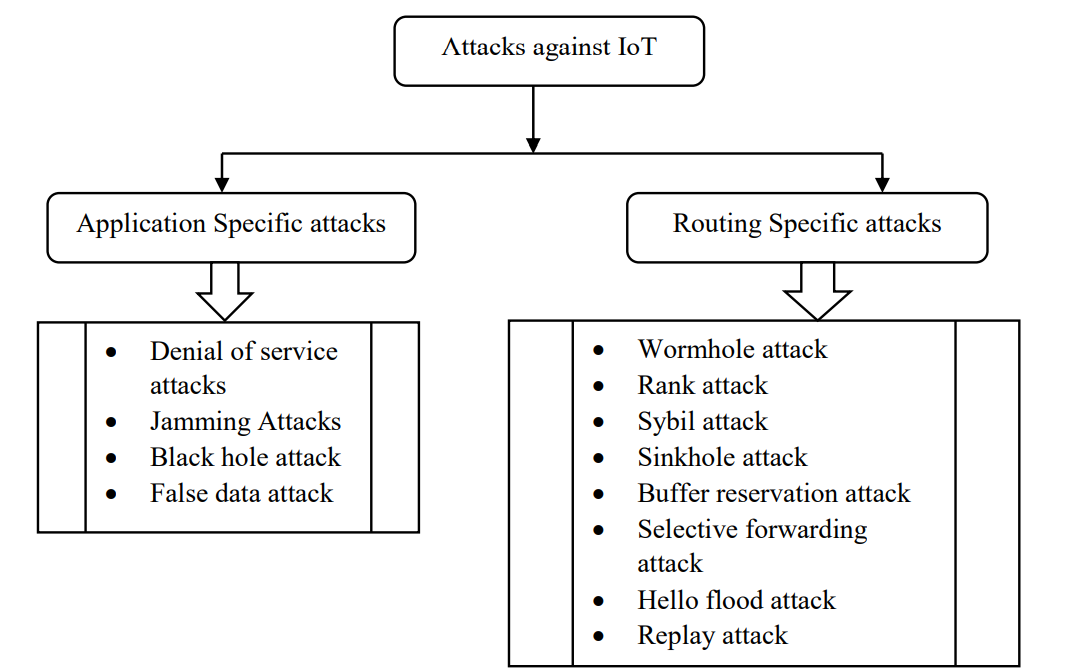 Attacks against IoT
Application Specific attacks
Routing Specific attacks
• Denial of service
attacks
• Jamming Attacks
• Black hole attack
• False data attack
• Wormhole attack
• Rank attack
• Sybil attack
• Sinkhole attack
• Buffer reservation attack
• Selective forwarding
attack
• Hello flood attack
• Replay attack